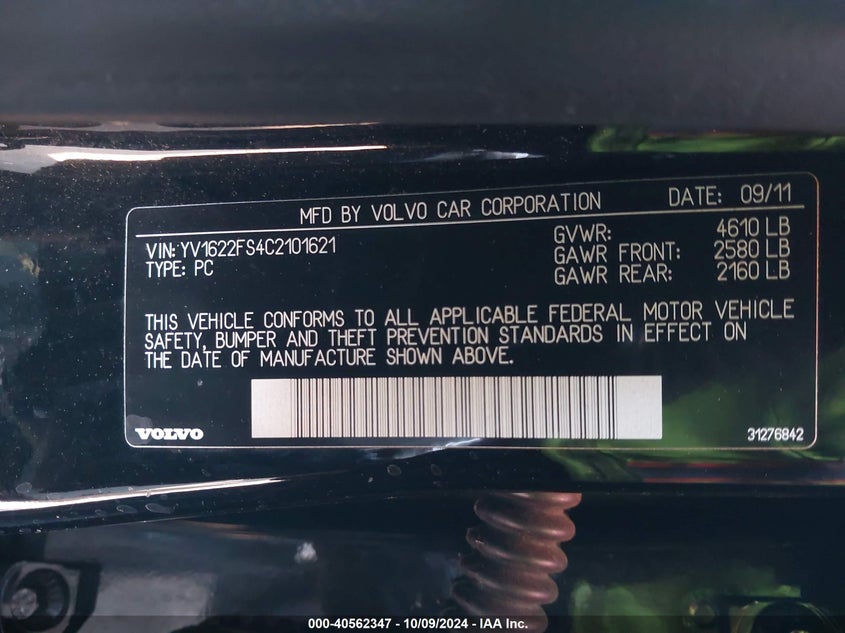 MFD BY VOLVO CAR CORPORATION DATE: 09/11
VIN: YV1622FS4C2101621 GVWR: 4610 LB
TYPE: PC GAWR FRONT: 2580 LB
GAWR REAR: 2160 LB
THIS VEHICLE CONFORMS TO ALL APPLICABLE FEDERAL MOTOR VEHICLE
SAFETY, BUMPER AND THEFT PREVENTION STANDARDS IN EFFECT ON
THE DATE OF MANUFACTURE SHOWN ABOVE.
VOLVO 31276842
000-40562347 - 10/09/2024 - IAA Inc.